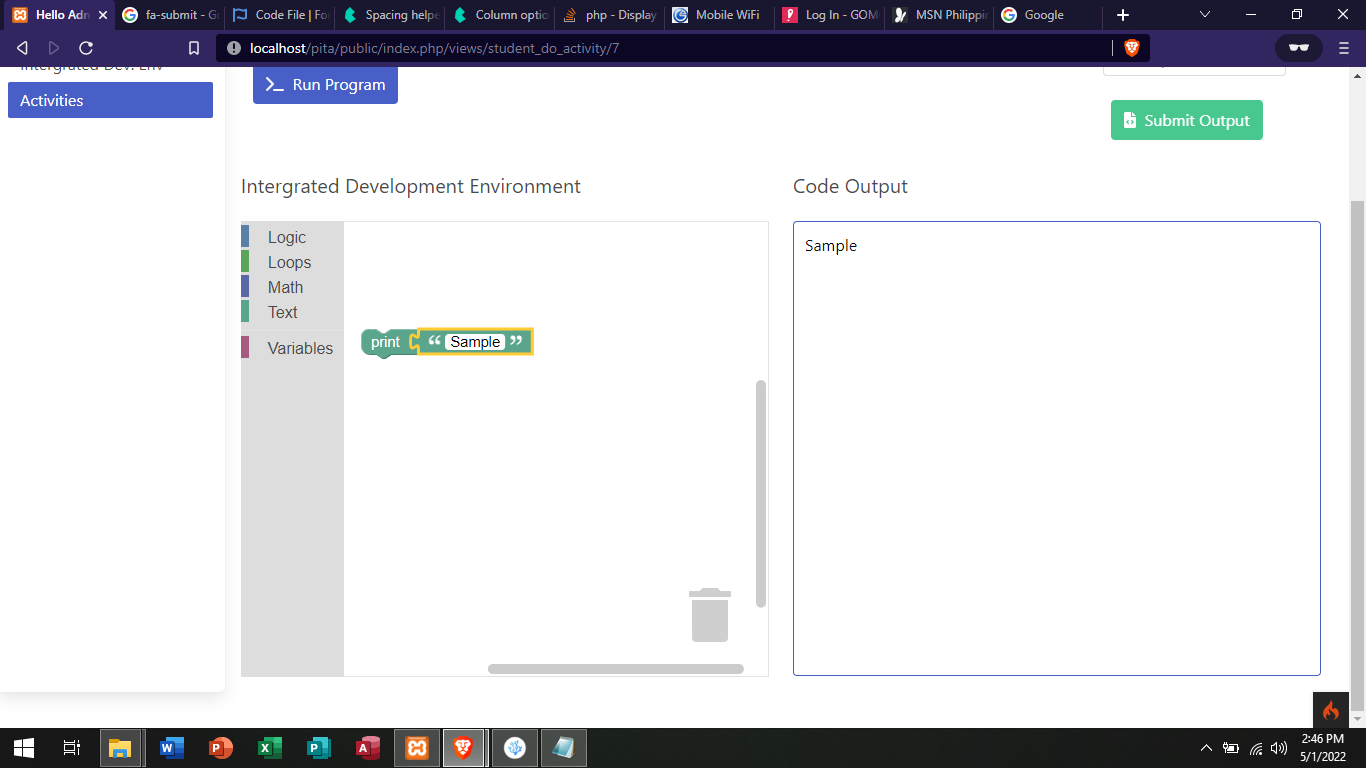 Hello Adn
fa-submit - G
Code File | Fo
Spacing helpe
Column optio
php - Display
Mobile WiFi
Log In - GOM
MSN Philippin
Google
localhost/pita/public/index.php/views/student_do_activity/7
Intergrated Dev. Env
Activities
Run Program
Submit Output
Intergrated Development Environment
Code Output
Logic
Loops
Math
Text
Variables
print “ Sample ”
Sample
2:46 PM
5/1/2022